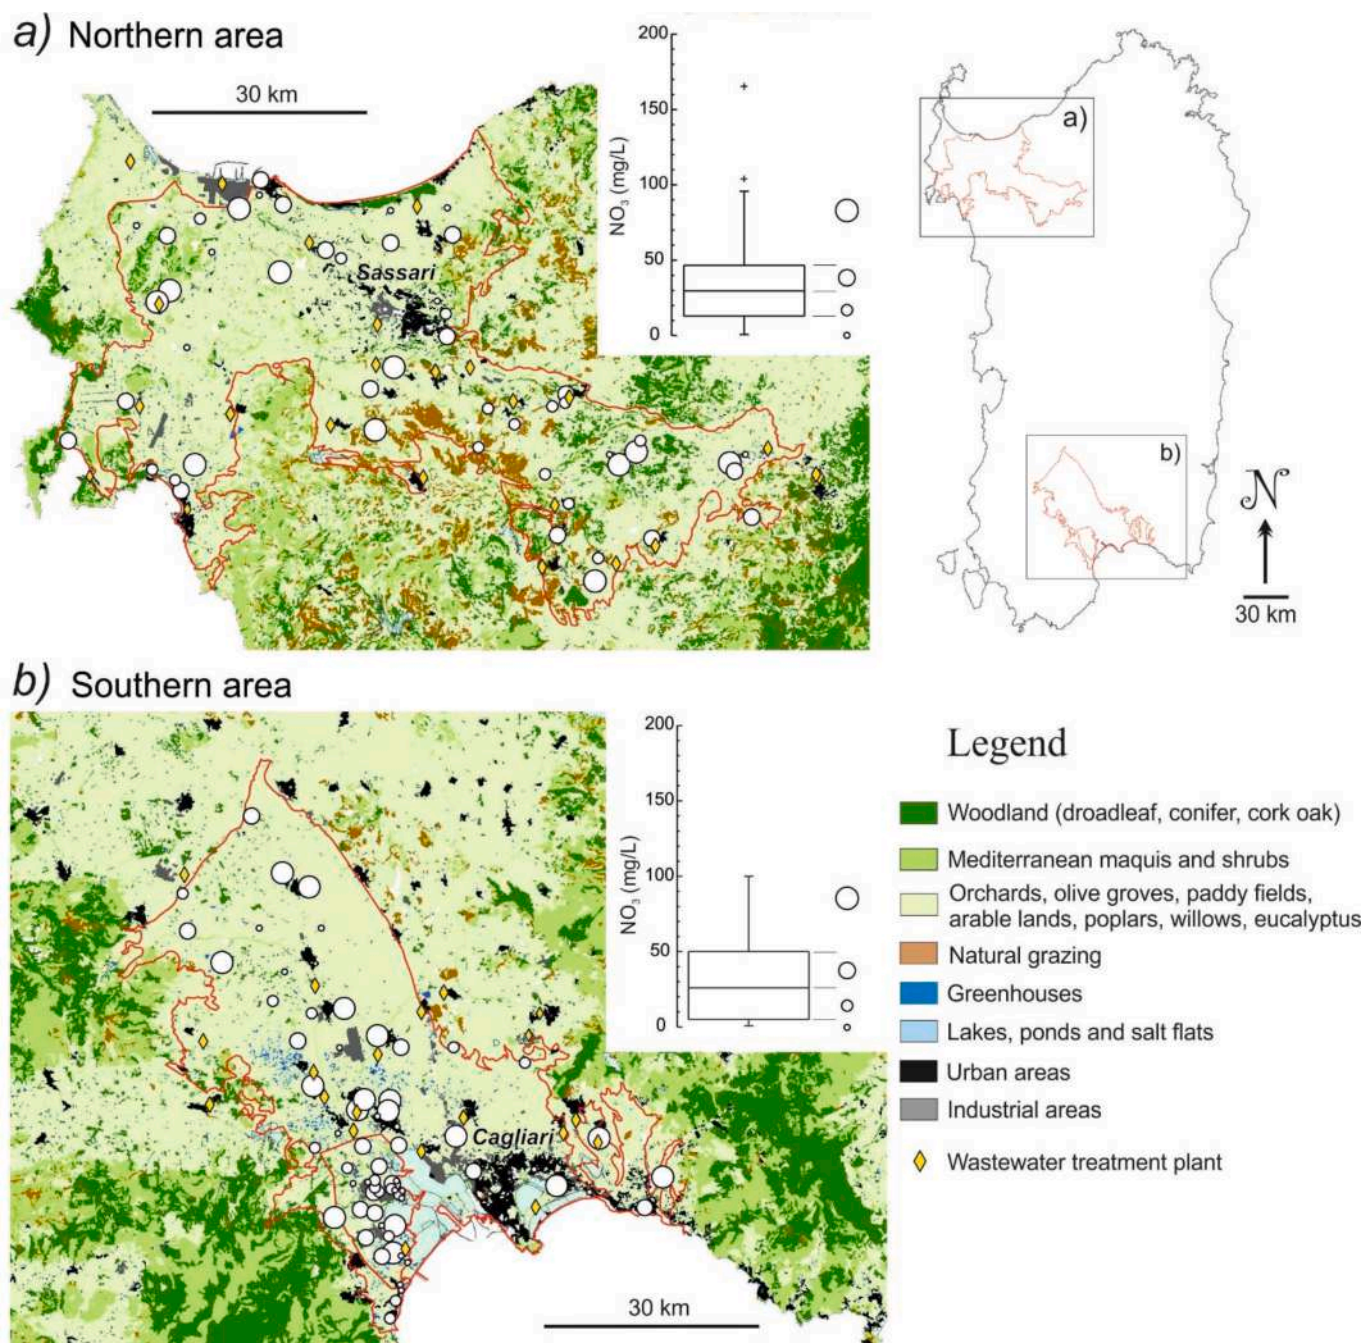 a) Northern area
30 km
Sassari
200
150
100
50
0
NO3 (mg/L)
a)
b)
N
30 km
b) Southern area
Cagliari
30 km
200
150
100
50
0
NO3 (mg/L)
Legend
Woodland (droadleaf, conifer, cork oak)
Mediterranean maquis and shrubs
Orchards, olive groves, paddy fields,
arable lands, poplars, willows, eucalyptus
Natural grazing
Greenhouses
Lakes, ponds and salt flats
Urban areas
Industrial areas
Wastewater treatment plant